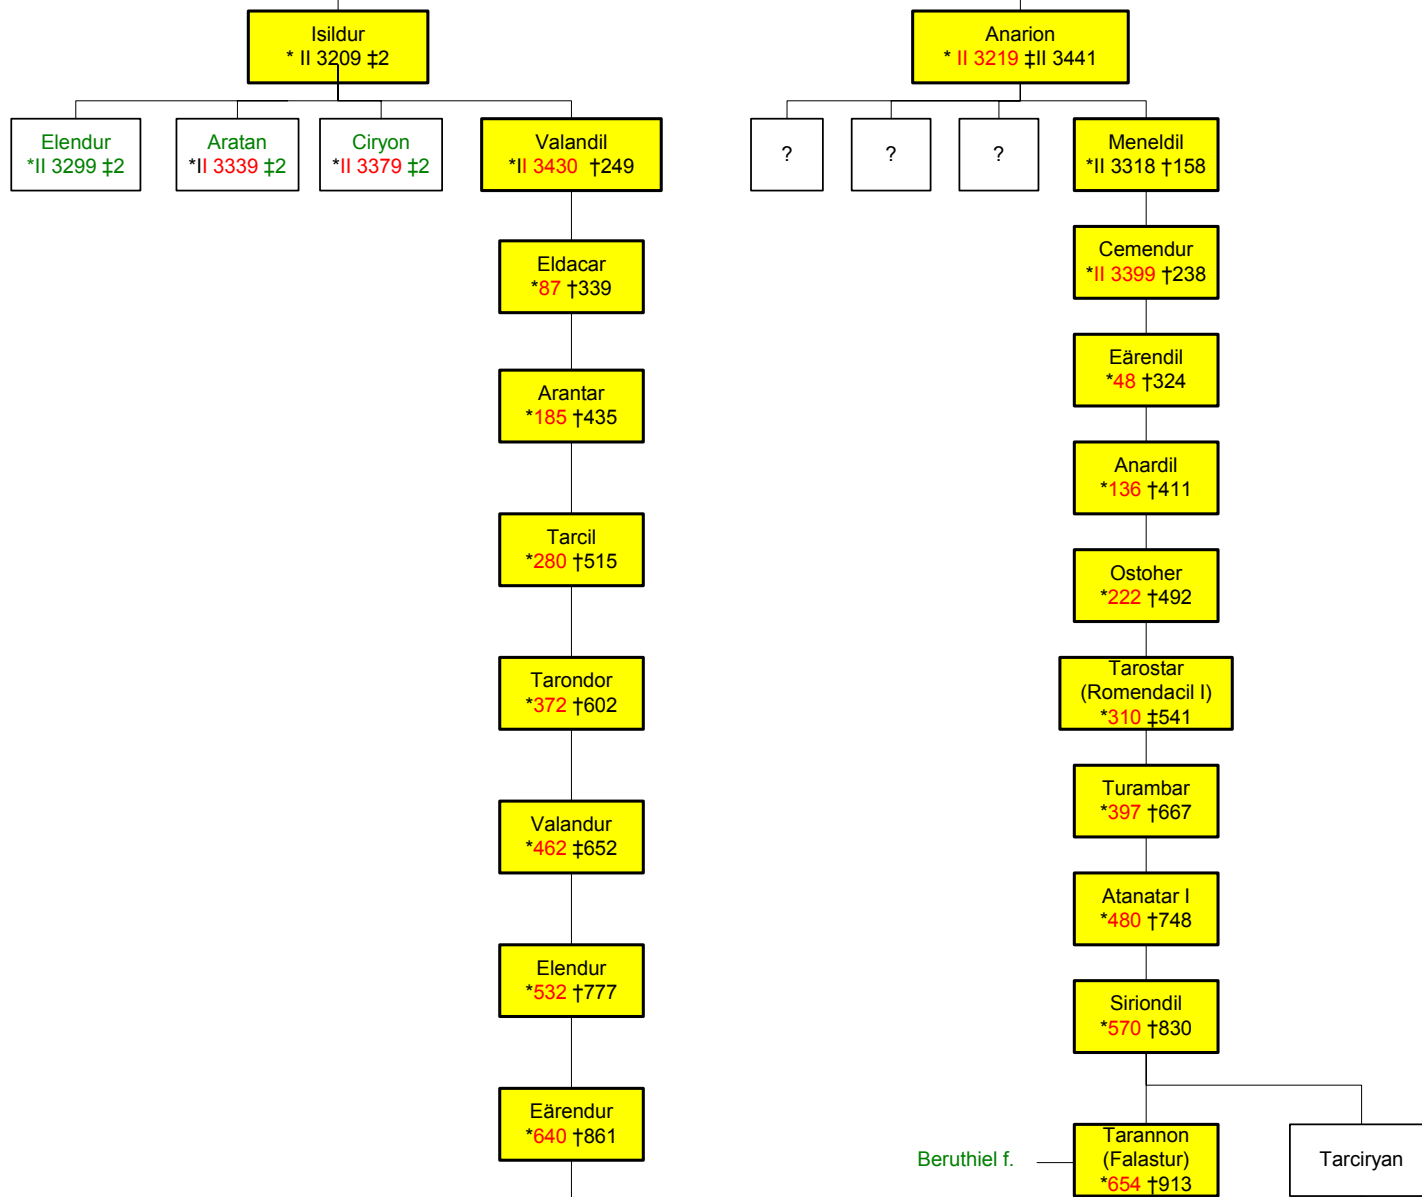 Isildur
* II 3209 ‡2
Anarion
* II 3219 ‡II 3441
Elendur
*II 3299 ‡2
Aratan
*II 3339 ‡2
Ciryon
*II 3379 ‡2
Valandil
*II 3430 †249
?
?
?
Meneldil
*II 3318 †158
Eldacar
*87 †339
Arantar
*185 †435
Tarcil
*280 †515
Tarondor
*372 †602
Valandur
*462 ‡652
Elendur
*532 †777
Eärendur
*640 †861
Cemendur
*II 3399 †238
Eärendil
*48 †324
Anardil
*136 †411
Ostoher
*222 †492
Tarostar
(Romendacil I)
*310 ‡541
Turambar
*397 †667
Atanatar I
*480 †748
Siriondil
*570 †830
Beruthiel f.
Tarannon
(Falastur)
*654 †913
Tarciryan